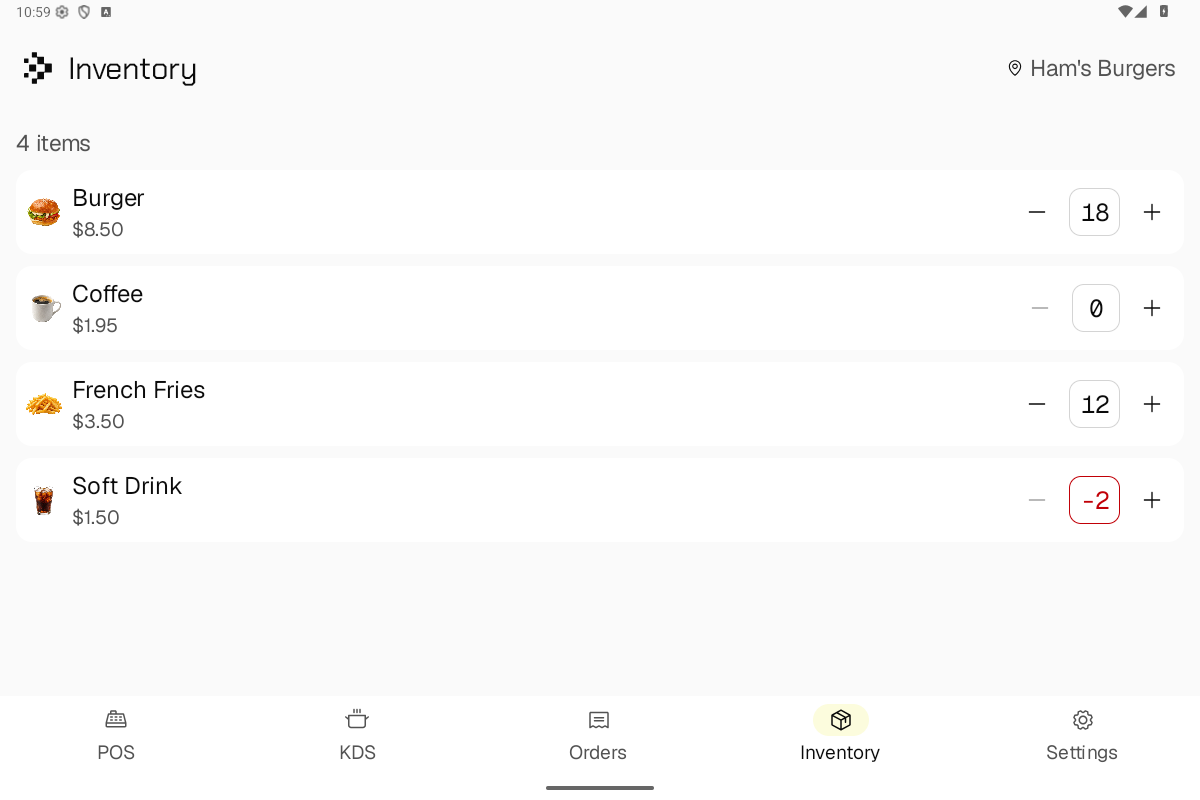 10:59
Inventory
Ham's Burgers
4 items
Burger
$8.50
18
Coffee
$1.95
0
French Fries
$3.50
12
Soft Drink
$1.50
-2
POS
KDS
Orders
Inventory
Settings